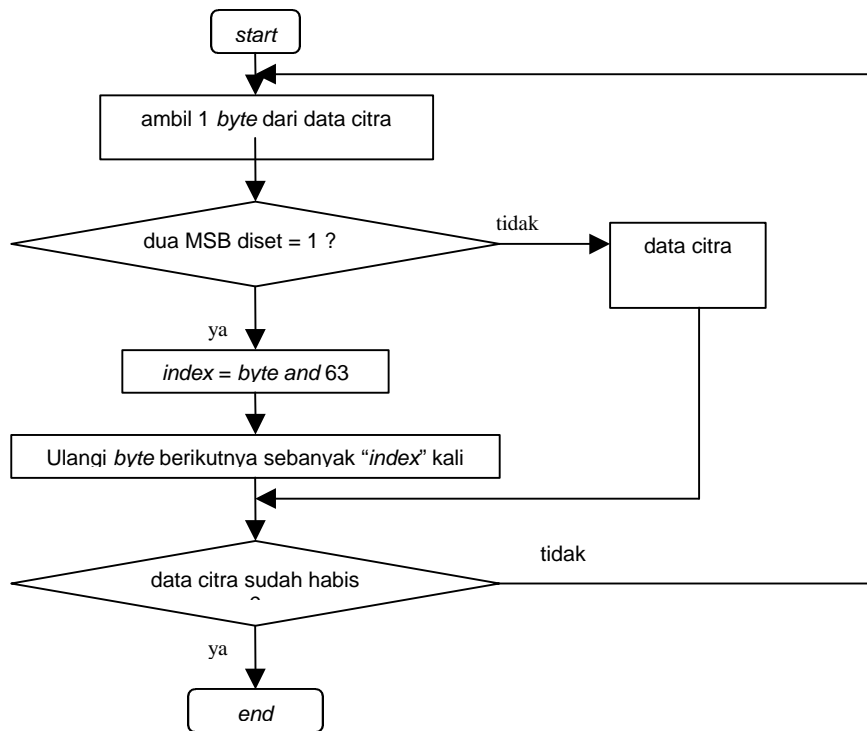 start
ambil 1 byte dari data citra
dua MSB diset = 1 ?
tidak
data citra
ya
index = byte and 63
Ulangi byte berikutnya sebanyak “index” kali
data citra sudah habis
tidak
ya
end